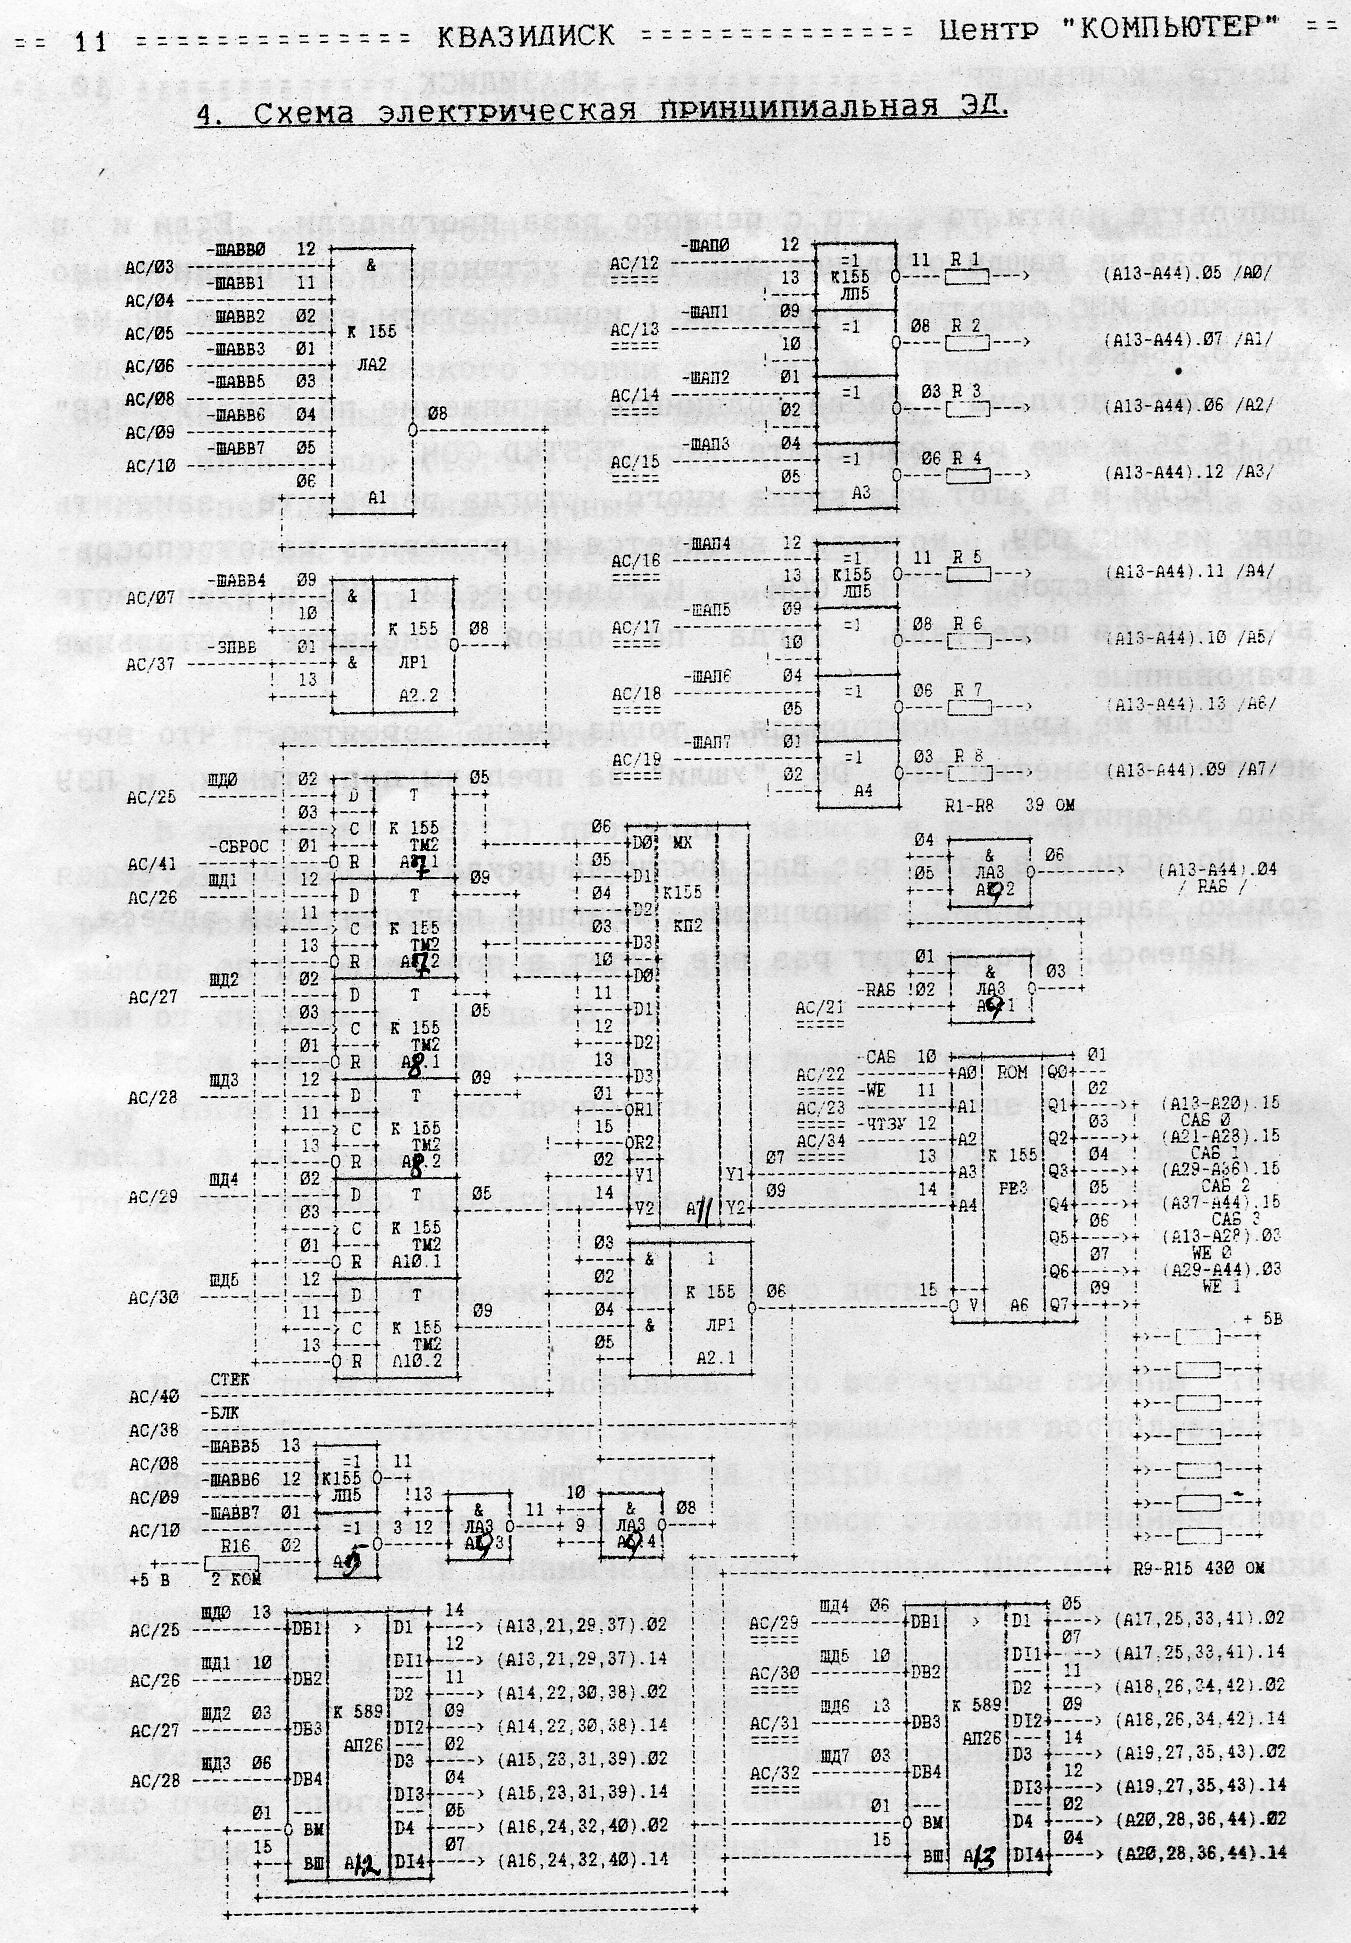 == 11 ============== КВАЗИДИСК ============== Центр "КОМПЬЮТЕР" ==
4. Схема электрическая принципиальная ЭД.
-ШАВВ0 12
АС/03
&
-ШАВВ1 11
АС/04
-ШАВВ2 02
АС/05
К 155
-ШАВВ3 01
АС/06
ЛА2
-ШАВВ5 03
АС/08
-ШАВВ6 04
08
АС/09
-ШАВВ7 05
АС/10
06
А1
-ШАВВ4 09
АС/07
& 1
10
К 155 08
-ЗПВВ 01
АС/37
& ЛР1
13
А2.2
-ШАП0 12
АС/12
=1 11 R 1
(А13-А44).05 /А0/
13 К155
ЛП5
-ШАП1 09
АС/13
=1 08 R 2
(А13-А44).07 /А1/
10
-ШАП2 01
АС/14
=1 03 R 3
(А13-А44).06 /А2/
02
-ШАП3 04
АС/15
=1 06 R 4
(А13-А44).12 /А3/
05
А3
-ШАП4 12
АС/16
=1 11 R 5
(А13-А44).11 /А4/
13 К155
ЛП5
-ШАП5 09
АС/17
=1 08 R 6
(А13-А44).10 /А5/
10
-ШАП6 04
АС/18
=1 06 R 7
(А13-А44).13 /А6/
05
-ШАП7 01
АС/19
=1 03 R 8
(А13-А44).09 /А7/
02
А4
R1-R8 39 ОМ
ШД0 02 05
АС/25
D Т
03
С К 155
-СБРОС 01 ТМ2
АС/41
R А7.1
ШД1 12 09
АС/26
D Т
11
С К 155
13 ТМ2
R А7.2
ШД2 02
АС/27
D Т
03 05
С К 155
01 ТМ2
R А8.1
ШД3 12 09
АС/28
D Т
11
С К 155
13 ТМ2
R А8.2
ШД4 02 05
АС/29
D Т
03
С К 155
01 ТМ2
R А10.1
ШД5 12
АС/30
D Т
11 09
С К 155
13 ТМ2
R А10.2
06
D0 МХ
05
D1
04 К155
D2
03 КП2
D3
10
D0
11
D1
12
D2
13
D3
01
R1
15
R2
02 07
V1 Y1
14 09
V2 А11 Y2
03
& 1
02
К 155 06
04
& ЛР1
05
А2.1
04
& 06
05 ЛА3
(А13-А44).04
А9.2
/ RAS /
01
& 03
-RAS 02 ЛА3
АС/21
А9.1
-CAS 10 01
АС/22
А0 ROM Q0
-WE 11 02
АС/23
А1 Q1 (А13-А20).15
-ЧТЗУ 12 03 CAS 0
АС/34
А2 Q2 (А21-А28).15
13 К 155 04 CAS 1
А3 Q3 (А29-А36).15
14 РЕ3 05 CAS 2
А4 Q4 (А37-А44).15
06 CAS 3
Q5 (А13-А28).03
07 WE 0
Q6 (А29-А44).03
15 09 WE 1
V А6 Q7
+ 5В
R9-R15 430 ОМ
СТЕК
АС/40
-БЛК
АС/38
-ШАВВ5 13
АС/08
=1 11
-ШАВВ6 12 К155
АС/09
ЛП5 13
-ШАВВ7 01
АС/10
=1 3 12
R16 02
+5 В 2 КОМ
& 11
ЛА3
А9.3
10
& 08
9 ЛА3
А9.4
ШД0 13 14
АС/25
DB1 > D1 (А13,21,29,37).02
12
DI1 (А13,21,29,37).14
ШД1 10 11
АС/26
DB2 D2 (А14,22,30,38).02
ШД2 03 К 589 09
АС/27
DB3 DI2 (А14,22,30,38).14
АП26 02
D3 (А15,23,31,39).02
ШД3 06 04
АС/28
DB4 DI3 (А15,23,31,39).14
01 05
ВМ D4 (А16,24,32,40).02
15 07
ВШ А12 DI4 (А16,24,32,40).14
ШД4 06 05
АС/29
DB1 > D1 (А17,25,33,41).02
07
DI1 (А17,25,33,41).14
ШД5 10 11
АС/30
DB2 D2 (А18,26,34,42).02
ШД6 13 К 589 09
АС/31
DB3 DI2 (А18,26,34,42).14
АП26 14
D3 (А19,27,35,43).02
ШД7 03 12
АС/32
DB4 DI3 (А19,27,35,43).14
01 02
ВМ D4 (А20,28,36,44).02
15 04
ВШ А13 DI4 (А20,28,36,44).14